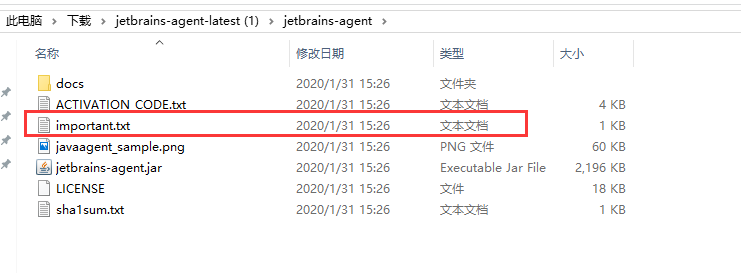 此电脑 > 下载 > jetbrains-agent-latest (1) > jetbrains-agent >
名称 修改日期 类型 大小
docs 2020/1/31 15:26 文件夹
ACTIVATION_CODE.txt 2020/1/31 15:26 文本文档 4 KB
important.txt 2020/1/31 15:26 文本文档 1 KB
javaagent_sample.png 2020/1/31 15:26 PNG 文件 60 KB
jetbrains-agent.jar 2020/1/31 15:26 Executable Jar File 2,196 KB
LICENSE 2020/1/31 15:26 文件 18 KB
sha1sum.txt 2020/1/31 15:26 文本文档 1 KB